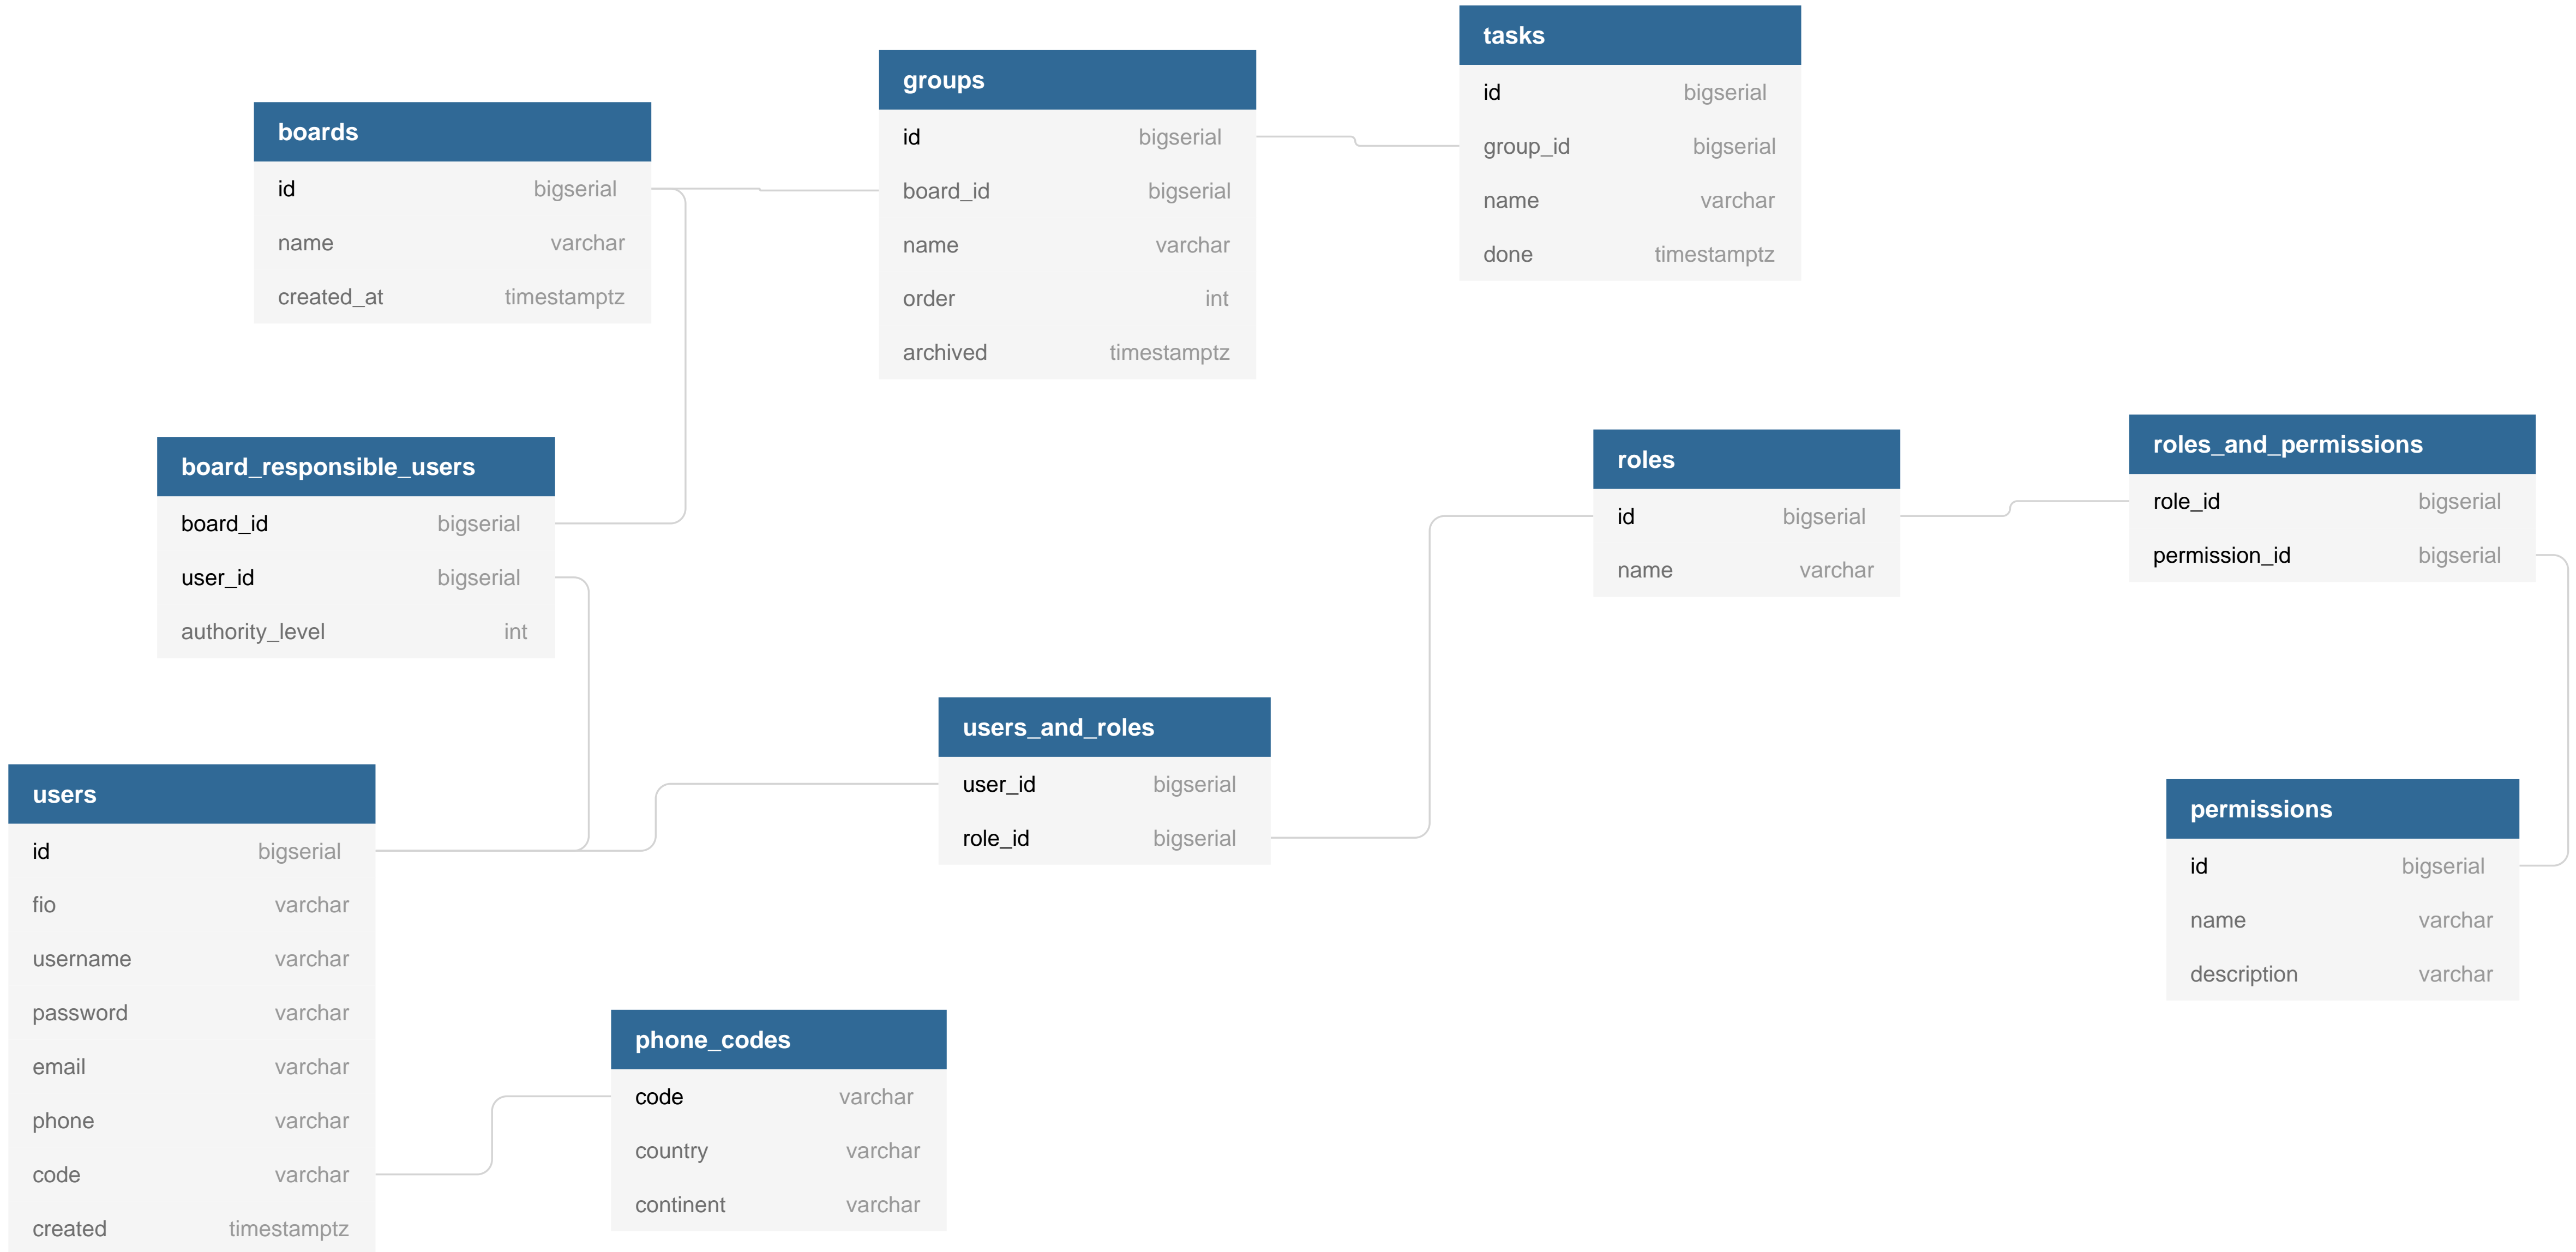 tasks
id bigserial
group_id bigserial
name varchar
done timestamptz
groups
id bigserial
board_id bigserial
name varchar
order int
archived timestamptz
boards
id bigserial
name varchar
created_at timestamptz
board_responsible_users
board_id bigserial
user_id bigserial
authority_level int
roles
id bigserial
name varchar
roles_and_permissions
role_id bigserial
permission_id bigserial
users_and_roles
user_id bigserial
role_id bigserial
users
id bigserial
fio varchar
username varchar
password varchar
email varchar
phone varchar
code varchar
created timestamptz
permissions
id bigserial
name varchar
description varchar
phone_codes
code varchar
country varchar
continent varchar